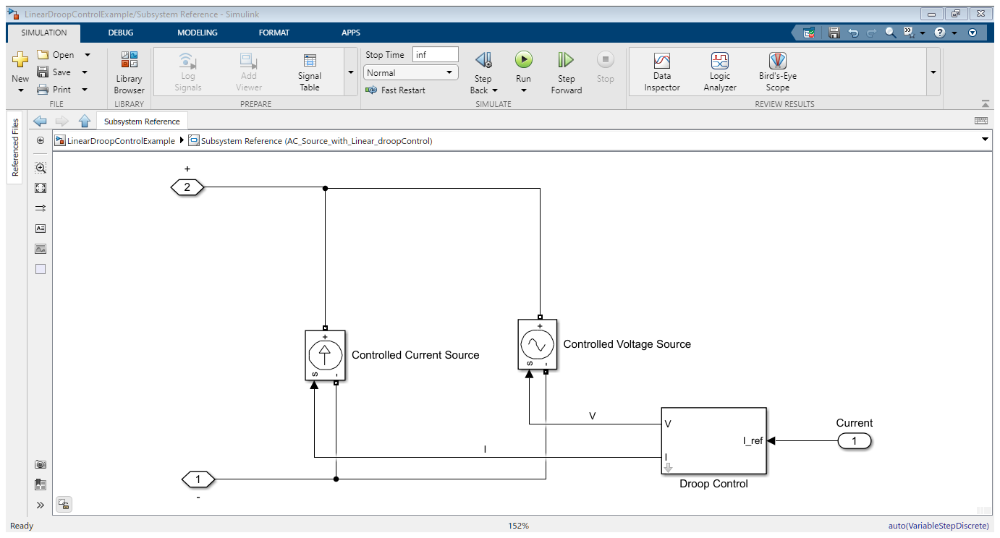 LinearDroopControlExample/Subsystem Reference - Simulink
SIMULATION DEBUG MODELING FORMAT APPS
New
Open
Save
Print
FILE
Library Browser
LIBRARY
Log Signals
Add Viewer
Signal Table
PREPARE
Stop Time inf
Normal
Fast Restart
Step Back
Run
Step Forward
Stop
SIMULATE
Data Inspector
Logic Analyzer
Bird's-Eye Scope
REVIEW RESULTS
Referenced Files
Subsystem Reference
LinearDroopControlExample Subsystem Reference (AC_Source_with_Linear_droopControl)
+
2
+
s -
Controlled Current Source
+
s -
Controlled Voltage Source
V
V
I_ref
Current
1
I
I
Droop Control
1
-
Ready 152% auto(VariableStepDiscrete)